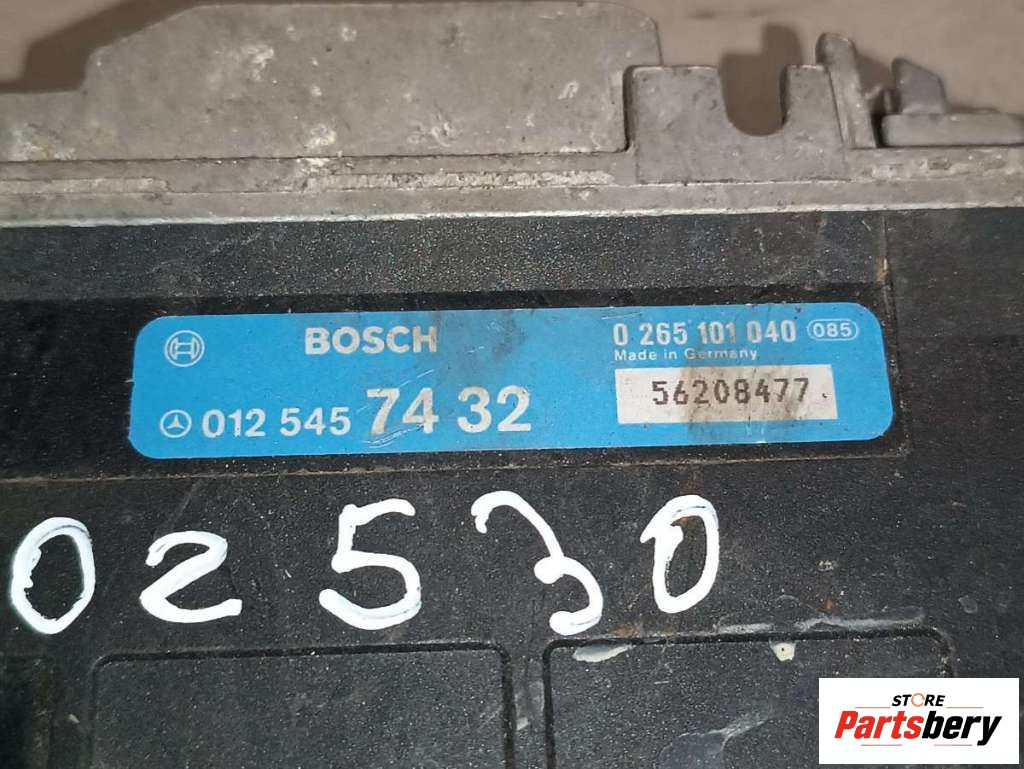 BOSCH 0 265 101 040 085
Made in Germany
56208477
012 545 74 32
02530
STORE
Partsbery